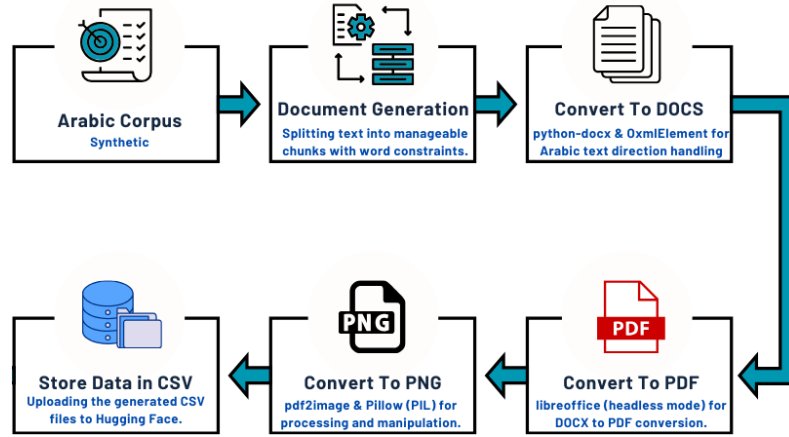 Arabic Corpus
Synthetic
Document Generation
Splitting text into manageable
chunks with word constraints.
Convert To DOCS
python-docx & OxmlElement for
Arabic text direction handling
PDF
Convert To PDF
libreoffice (headless mode) for
DOCX to PDF conversion.
PNG
Convert To PNG
pdf2image & Pillow (PIL) for
processing and manipulation.
Store Data in CSV
Uploading the generated CSV
files to Hugging Face.